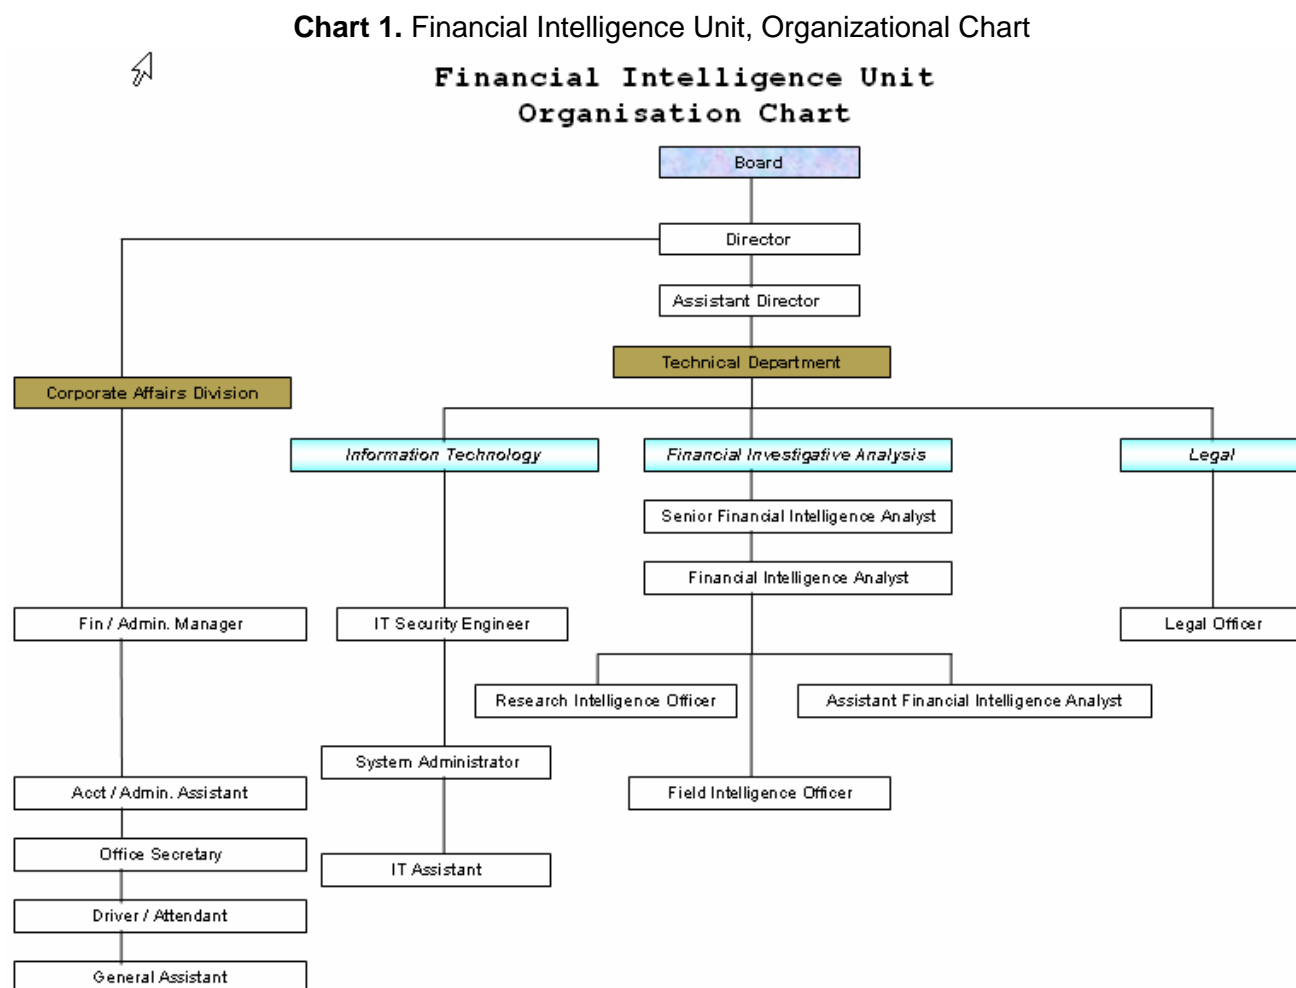 Chart 1. Financial Intelligence Unit, Organizational Chart
Financial Intelligence Unit
Organisation Chart
Board
Director
Assistant Director
Technical Department
Corporate Affairs Division
Information Technology
Financial Investigative Analysis
Legal
Senior Financial Intelligence Analyst
Financial Intelligence Analyst
Fin / Admin. Manager
IT Security Engineer
Legal Officer
Research Intelligence Officer
Assistant Financial Intelligence Analyst
System Administrator
Acct / Admin. Assistant
Field Intelligence Officer
Office Secretary
IT Assistant
Driver / Attendant
General Assistant